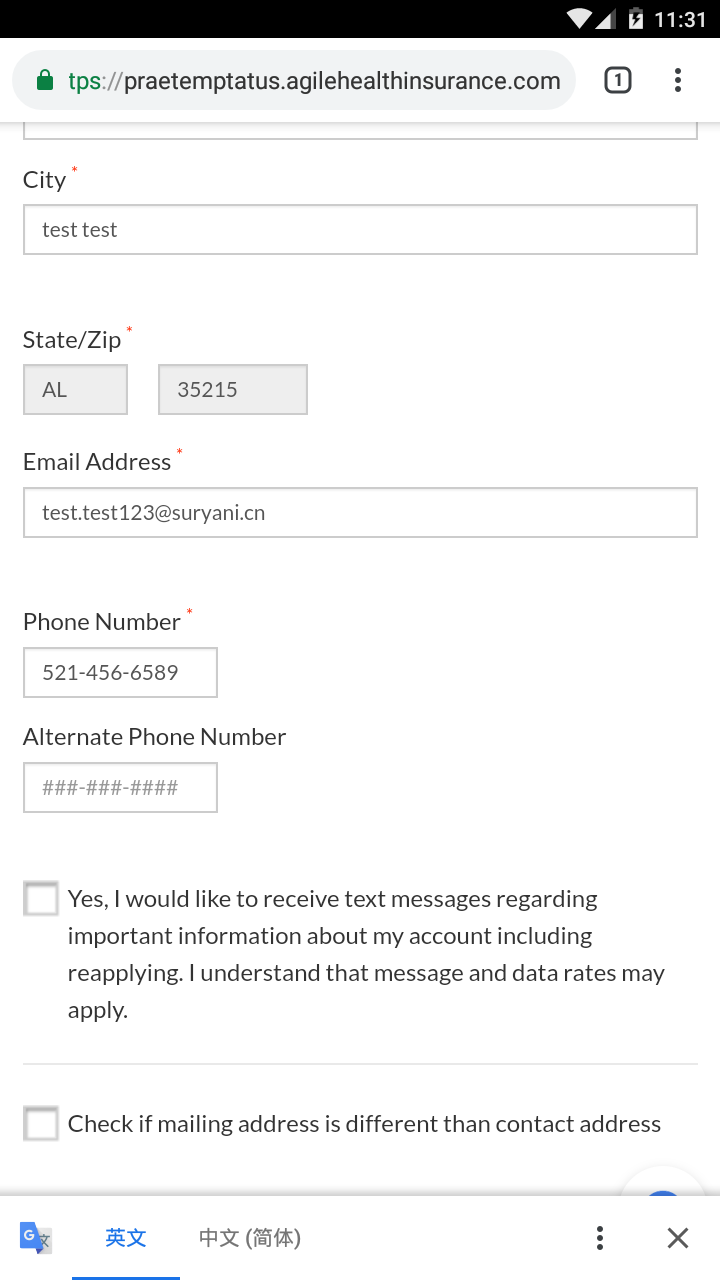 11:31
tps://praetemptatus.agilehealthinsurance.com
1
City *
test test
State/Zip *
AL 35215
Email Address *
test.test123@suryani.cn
Phone Number *
521-456-6589
Alternate Phone Number
###-###-####
Yes, I would like to receive text messages regarding
important information about my account including
reapplying. I understand that message and data rates may
apply.
Check if mailing address is different than contact address
G 文 英文 中文 (简体)